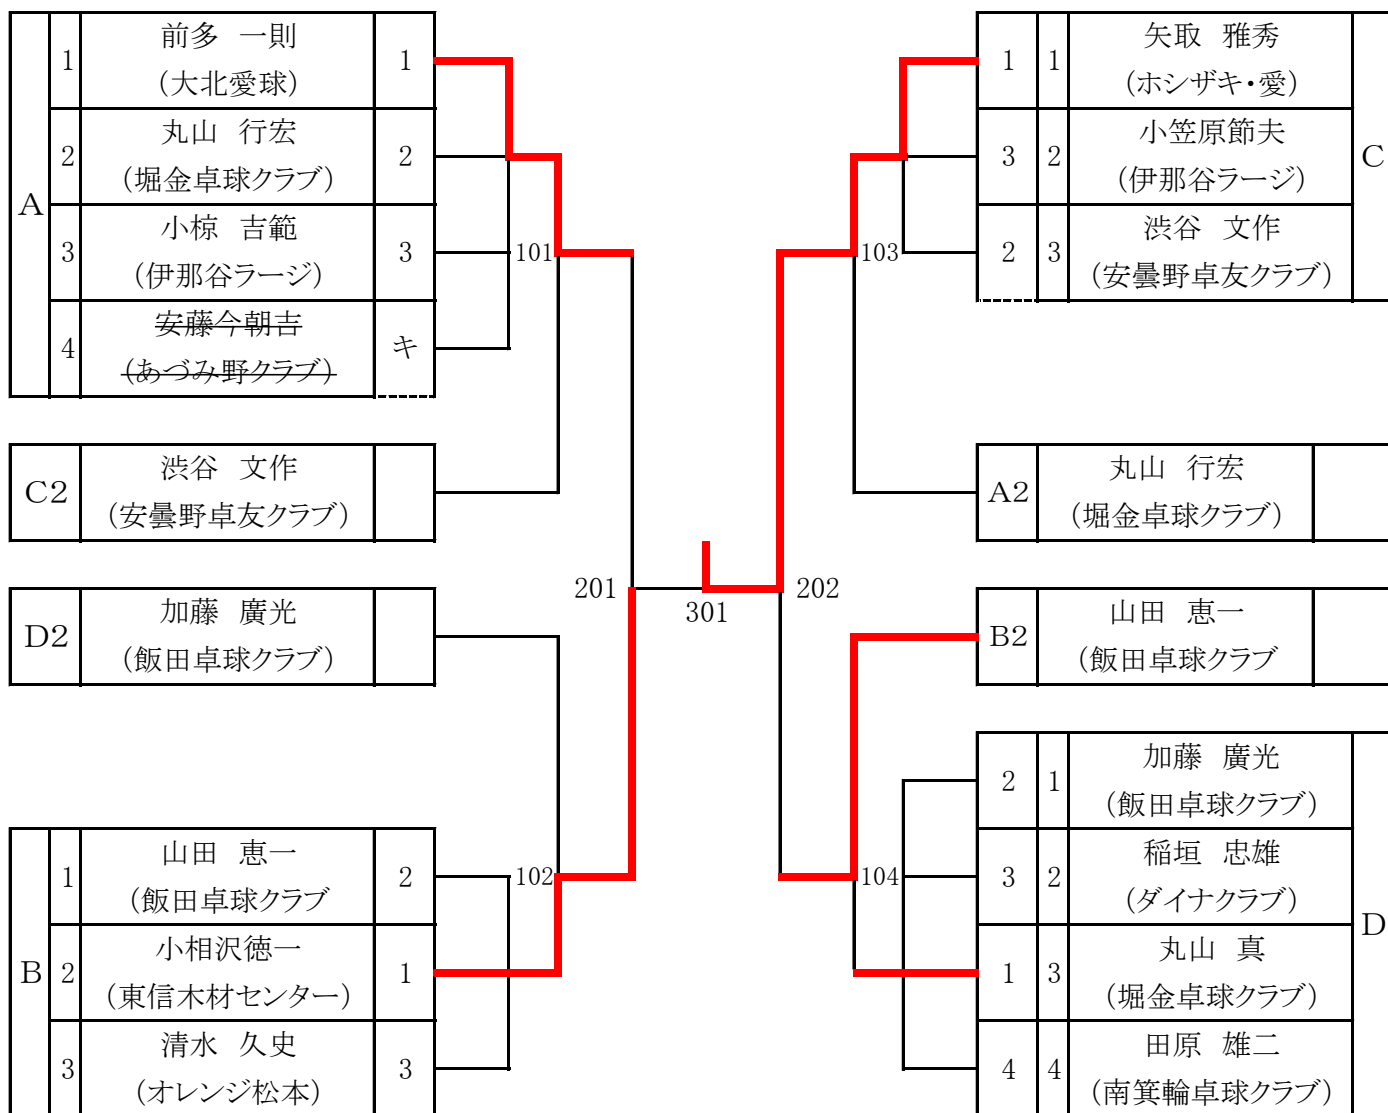 A
1
前多 一則
(大北愛球)
1
2
丸山 行宏
(堀金卓球クラブ)
2
3
小椋 吉範
(伊那谷ラージ)
3
4
安藤今朝吉
(あづみ野クラブ)
キ
C2
渋谷 文作
(安曇野卓友クラブ)
D2
加藤 廣光
(飯田卓球クラブ)
B
1
山田 恵一
(飯田卓球クラブ
2
2
小相沢徳一
(東信木材センター)
1
3
清水 久史
(オレンジ松本)
3
101
102
201
301
202
103
104
1
1
矢取 雅秀
(ホシザキ・愛)
3
2
小笠原節夫
(伊那谷ラージ)
2
3
渋谷 文作
(安曇野卓友クラブ)
C
A2
丸山 行宏
(堀金卓球クラブ)
B2
山田 恵一
(飯田卓球クラブ
2
1
加藤 廣光
(飯田卓球クラブ)
3
2
稲垣 忠雄
(ダイナクラブ)
1
3
丸山 真
(堀金卓球クラブ)
4
4
田原 雄二
(南箕輪卓球クラブ)
D